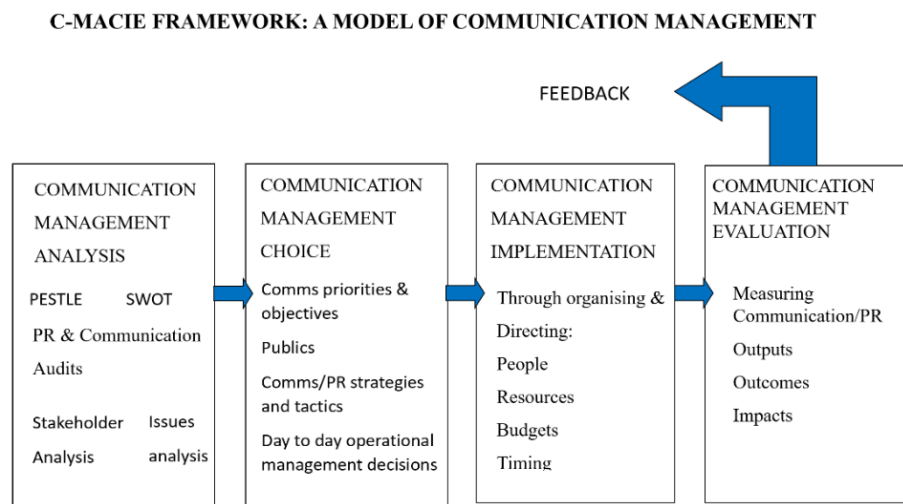 C-MACIE FRAMEWORK: A MODEL OF COMMUNICATION MANAGEMENT
FEEDBACK
COMMUNICATION
MANAGEMENT
ANALYSIS
PESTLE SWOT
PR & Communication
Audits
Stakeholder Issues
Analysis analysis
COMMUNICATION
MANAGEMENT
CHOICE
Comms priorities &
objectives
Publics
Comms/PR strategies
and tactics
Day to day operational
management decisions
COMMUNICATION
MANAGEMENT
IMPLEMENTATION
Through organising &
Directing:
People
Resources
Budgets
Timing
COMMUNICATION
MANAGEMENT
EVALUATION
Measuring
Communication/PR
Outputs
Outcomes
Impacts